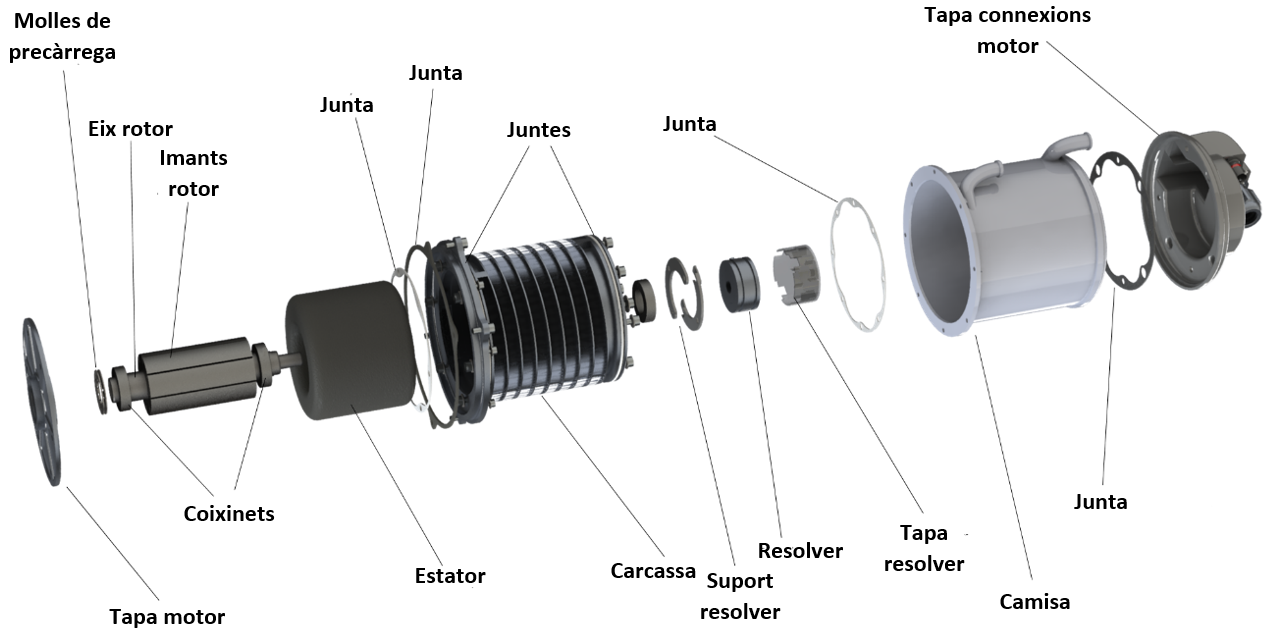 Molles de
precàrrega
Eix rotor
Imants
rotor
Junta
Junta
Juntes
Junta
Tapa connexions
motor
Coixinets
Tapa motor
Estator
Carcassa
Suport
resolver
Resolver
Tapa
resolver
Camisa
Junta